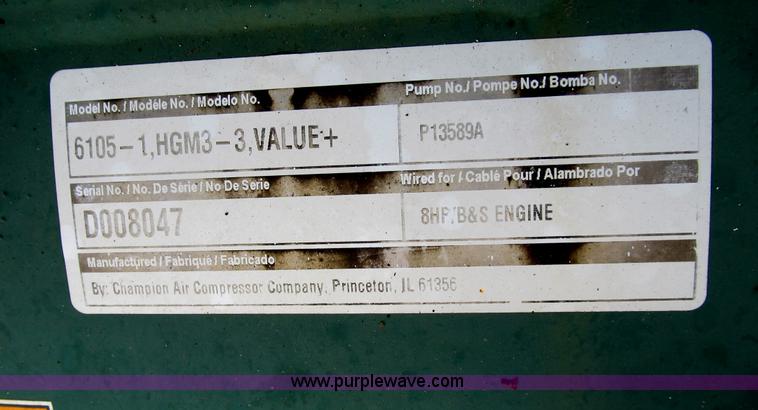 Model No./ Modéle No./ Modelo No.
Pump No./ Pompe No./ Bomba No.
6105-1,HGM3-3,VALUE+
P13589A
Serial No./ No. De Série/ No De Serie
Wired for / Cablé Pour / Alambrado Por
D008047
8HP/B&S ENGINE
Manufactured / Fabriqué / Fabricado
By: Champion Air Compressor Company, Princeton, IL 61356
www.purplewave.com